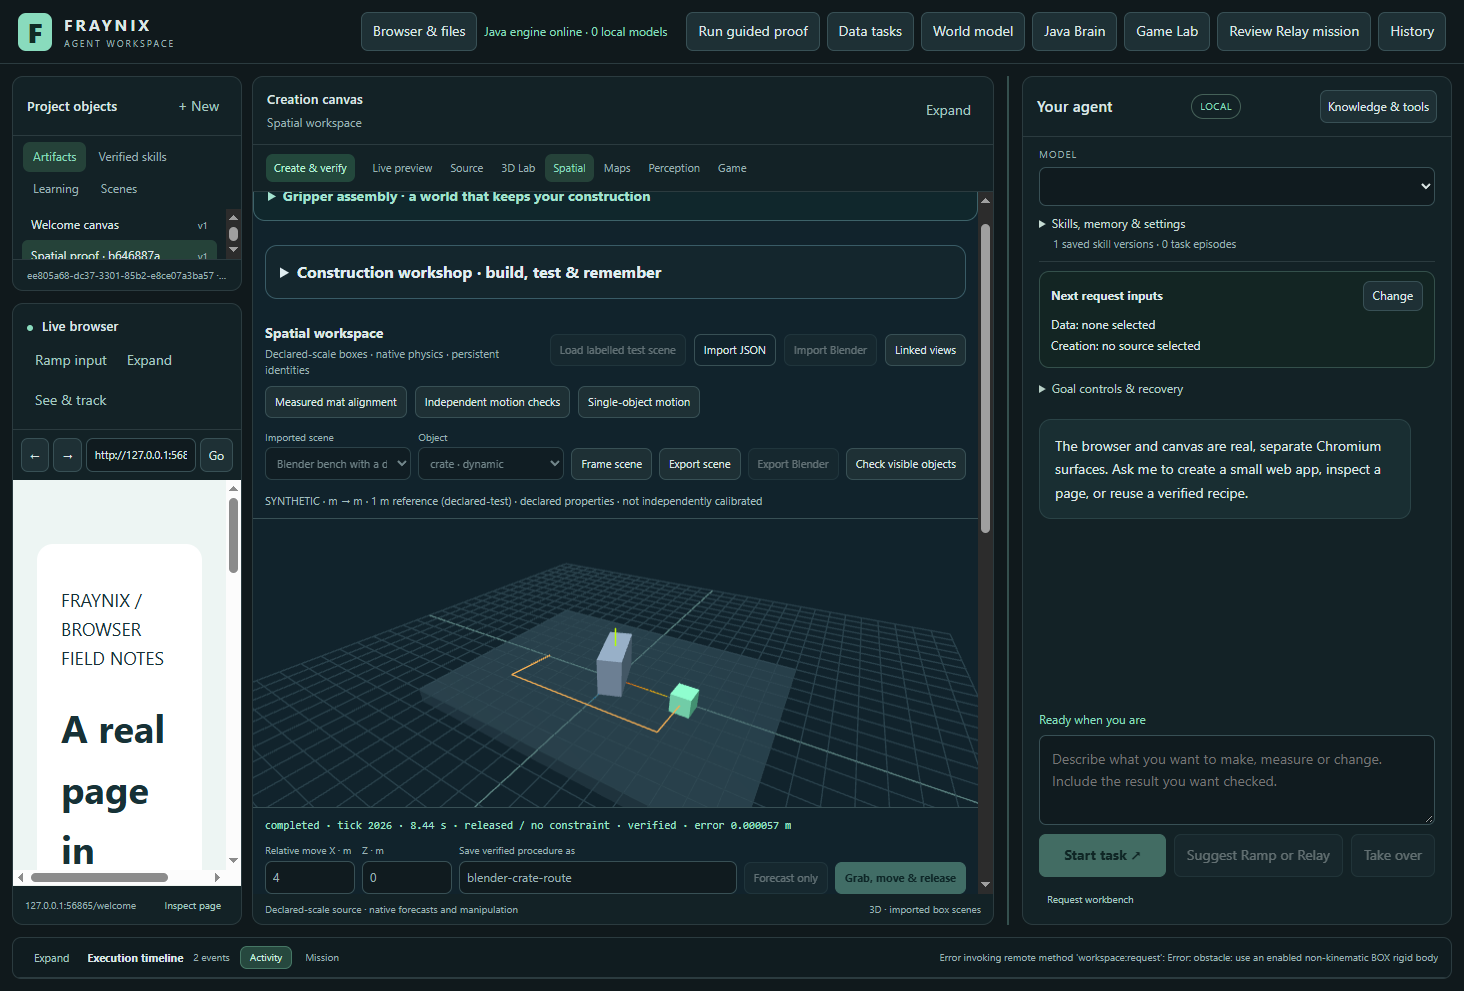 F FRAYNIX
AGENT WORKSPACE
Browser & files
Java engine online · 0 local models
Run guided proof
Data tasks
World model
Java Brain
Game Lab
Review Relay mission
History
Project objects
+ New
Artifacts
Verified skills
Learning
Scenes
Welcome canvas v1
Spatial proof · b646887a v1
ee805a68-dc37-3301-85b2-e8ce07a3ba57 ·...
Live browser
Ramp input
Expand
See & track
← → http://127.0.0.1:568 Go
FRAYNIX /
BROWSER
FIELD NOTES
A real
page
in
127.0.0.1:56865/welcome
Inspect page
Creation canvas
Spatial workspace
Expand
Create & verify
Live preview
Source
3D Lab
Spatial
Maps
Perception
Game
▶ Gripper assembly · a world that keeps your construction
▶ Construction workshop · build, test & remember
Spatial workspace
Declared-scale boxes · native physics · persistent
identities
Load labelled test scene
Import JSON
Import Blender
Linked views
Measured mat alignment
Independent motion checks
Single-object motion
Imported scene
Object
Blender bench with a d
crate · dynamic
Frame scene
Export scene
Export Blender
Check visible objects
SYNTHETIC · m → m · 1 m reference (declared-test) · declared properties · not independently calibrated
completed · tick 2026 · 8.44 s · released / no constraint · verified · error 0.000057 m
Relative move X · m
Z · m
Save verified procedure as
4
0
blender-crate-route
Forecast only
Grab, move & release
Declared-scale source · native forecasts and manipulation
3D · imported box scenes
Your agent
LOCAL
Knowledge & tools
MODEL
▶ Skills, memory & settings
1 saved skill versions · 0 task episodes
Next request inputs
Change
Data: none selected
Creation: no source selected
▶ Goal controls & recovery
The browser and canvas are real, separate Chromium
surfaces. Ask me to create a small web app, inspect a
page, or reuse a verified recipe.
Ready when you are
Describe what you want to make, measure or change.
Include the result you want checked.
Start task ↗
Suggest Ramp or Relay
Take over
Request workbench
Expand
Execution timeline
2 events
Activity
Mission
Error invoking remote method 'workspace:request': Error: obstacle: use an enabled non-kinematic BOX rigid body